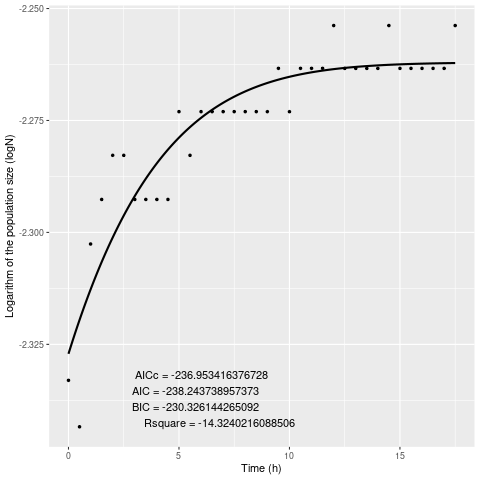 -2.250
-2.275
-2.300
-2.325
Logarithm of the population size (logN)
AICc = -236.953416376728
AIC = -238.243738957373
BIC = -230.326144265092
Rsquare = -14.3240216088506
0 5 10 15
Time (h)